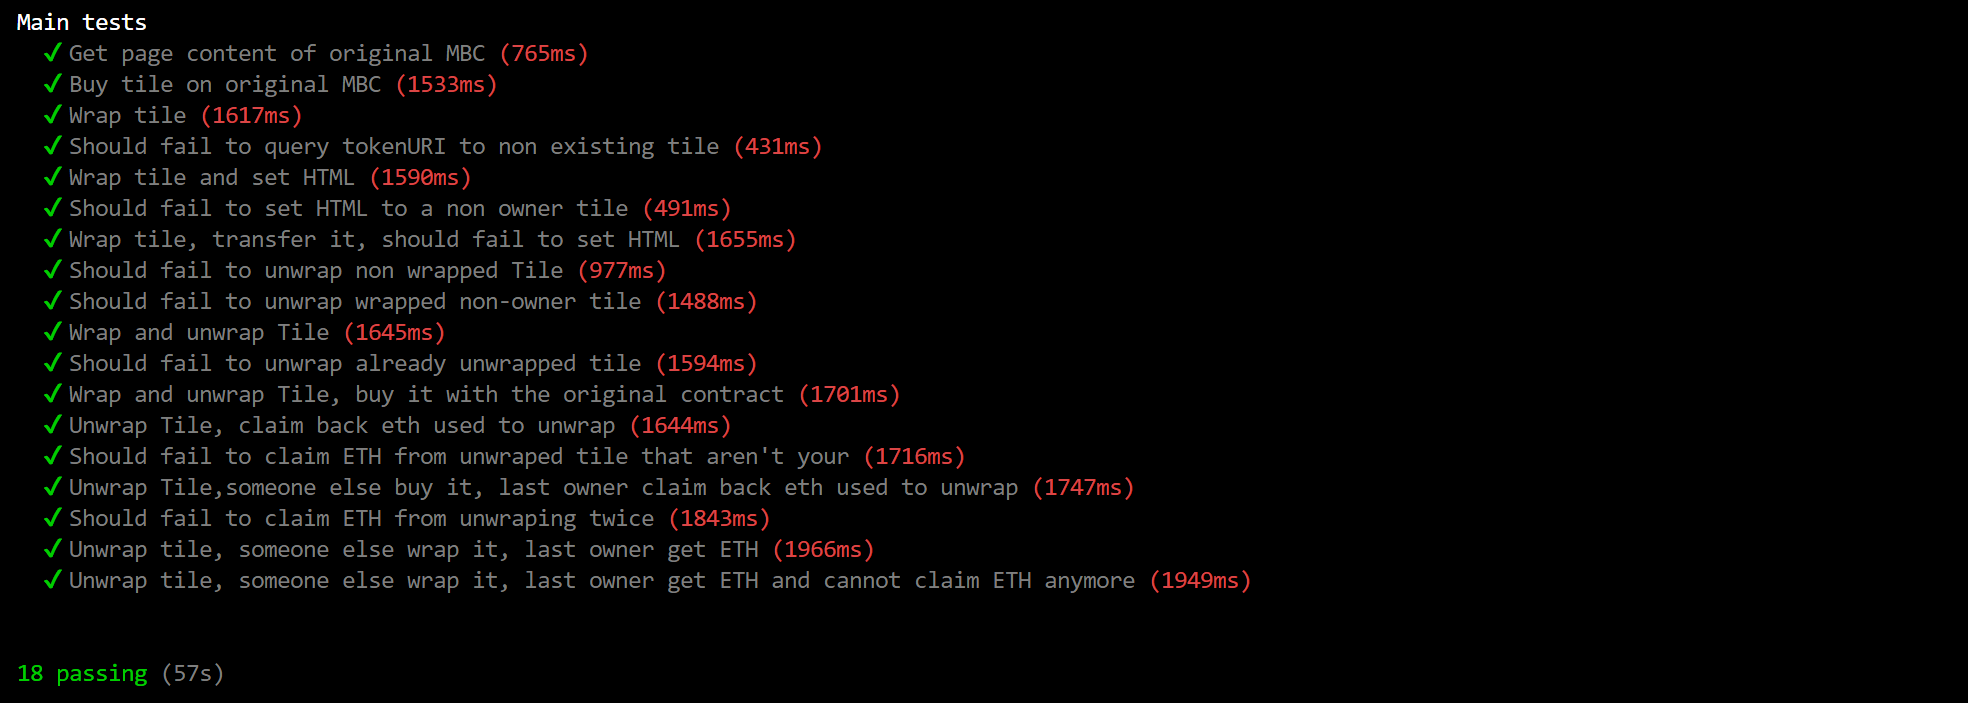 Main tests
✓ Get page content of original MBC (765ms)
✓ Buy tile on original MBC (1533ms)
✓ Wrap tile (1617ms)
✓ Should fail to query tokenURI to non existing tile (431ms)
✓ Wrap tile and set HTML (1590ms)
✓ Should fail to set HTML to a non owner tile (491ms)
✓ Wrap tile, transfer it, should fail to set HTML (1655ms)
✓ Should fail to unwrap non wrapped Tile (977ms)
✓ Should fail to unwrap wrapped non-owner tile (1488ms)
✓ Wrap and unwrap Tile (1645ms)
✓ Should fail to unwrap already unwrapped tile (1594ms)
✓ Wrap and unwrap Tile, buy it with the original contract (1701ms)
✓ Unwrap Tile, claim back eth used to unwrap (1644ms)
✓ Should fail to claim ETH from unwraped tile that aren't your (1716ms)
✓ Unwrap Tile,someone else buy it, last owner claim back eth used to unwrap (1747ms)
✓ Should fail to claim ETH from unwraping twice (1843ms)
✓ Unwrap tile, someone else wrap it, last owner get ETH (1966ms)
✓ Unwrap tile, someone else wrap it, last owner get ETH and cannot claim ETH anymore (1949ms)
18 passing (57s)